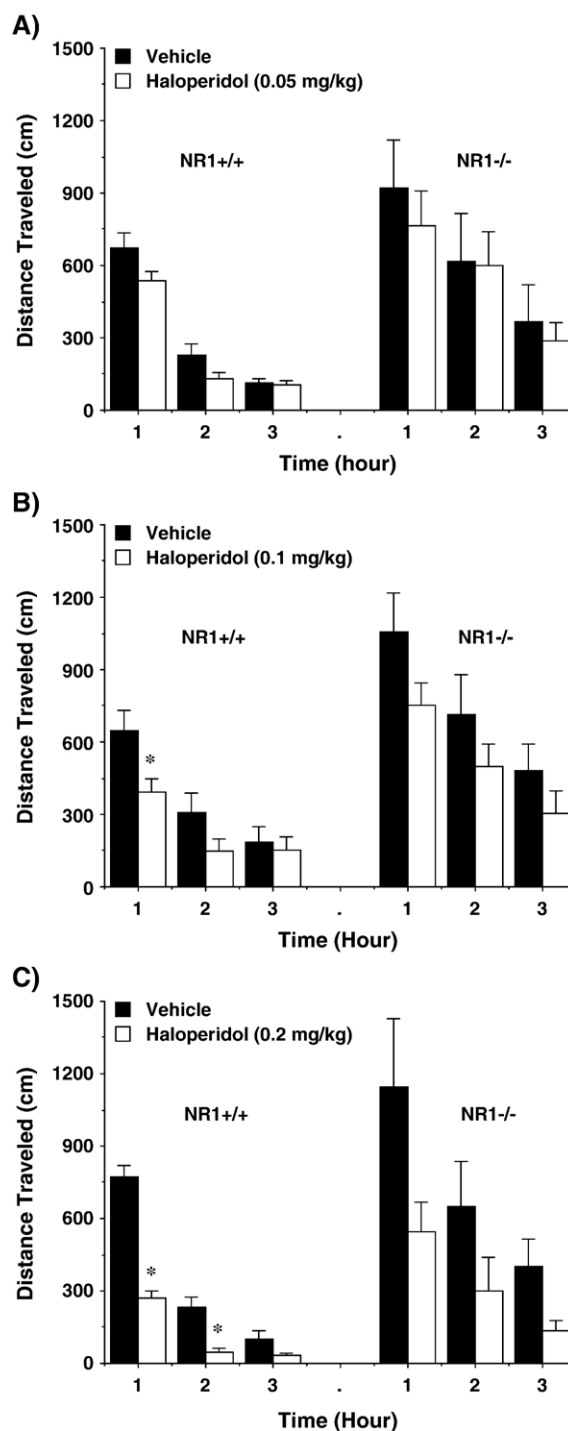 A)
1500
Vehicle
Haloperidol (0.05 mg/kg)
1200
NR1+/+ NR1-/-
900
600
300
0
Distance Traveled (cm)
1 2 3 . 1 2 3
Time (hour)
B)
1500
Vehicle
Haloperidol (0.1 mg/kg)
1200
NR1+/+ NR1-/-
900
600
*
300
0
Distance Traveled (cm)
1 2 3 . 1 2 3
Time (Hour)
C)
1500
Vehicle
Haloperidol (0.2 mg/kg)
1200
NR1+/+ NR1-/-
900
600
* *
300
0
Distance Traveled (cm)
1 2 3 . 1 2 3
Time (Hour)